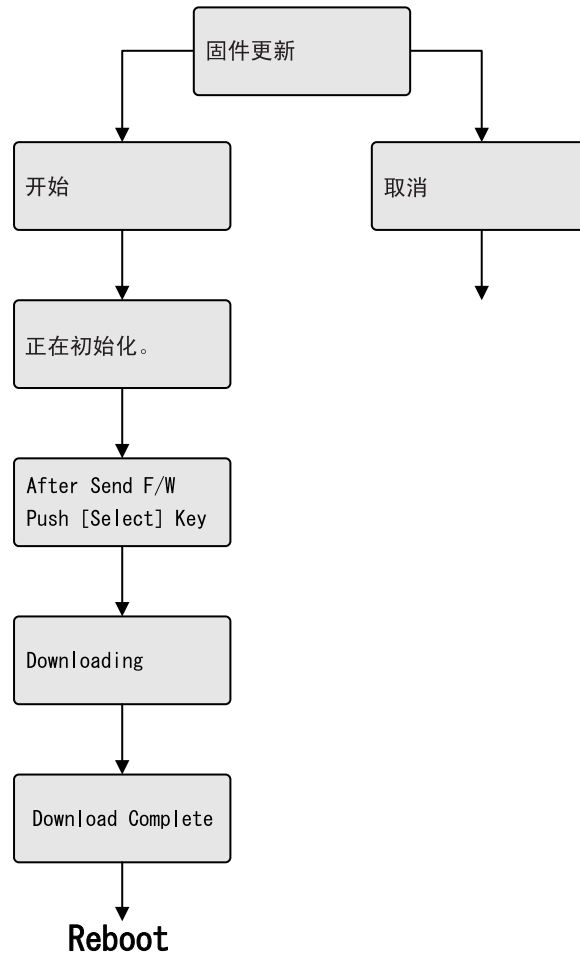 固件更新
开始
取消
正在初始化。
After Send F/W
Push [Select] Key
Downloading
Download Complete
Reboot